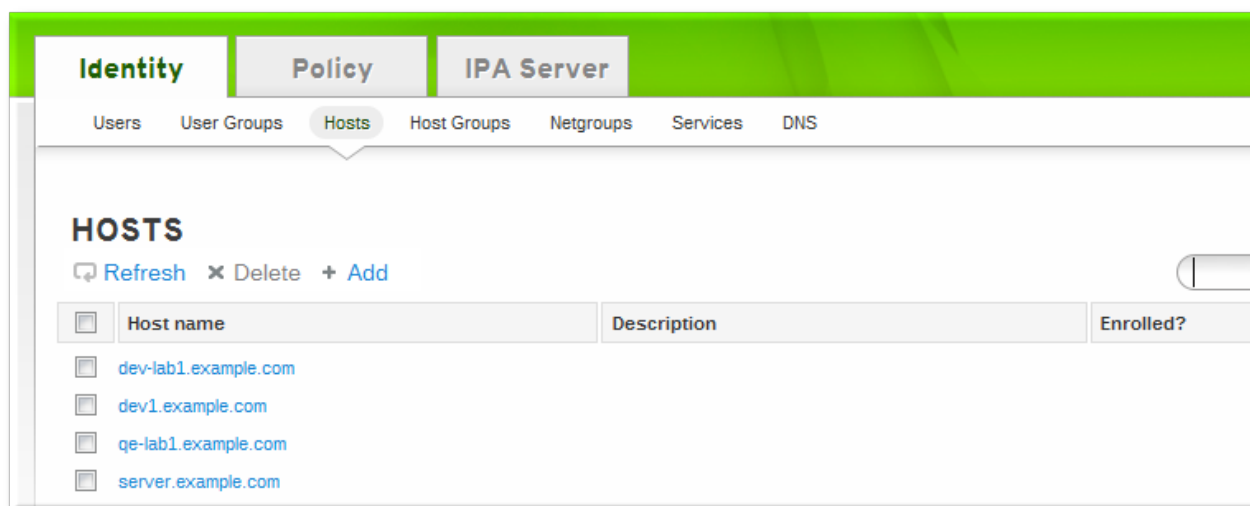 Identity Policy IPA Server
Users User Groups Hosts Host Groups Netgroups Services DNS
HOSTS
Refresh Delete + Add
Host name Description Enrolled?
dev-lab1.example.com
dev1.example.com
qe-lab1.example.com
server.example.com